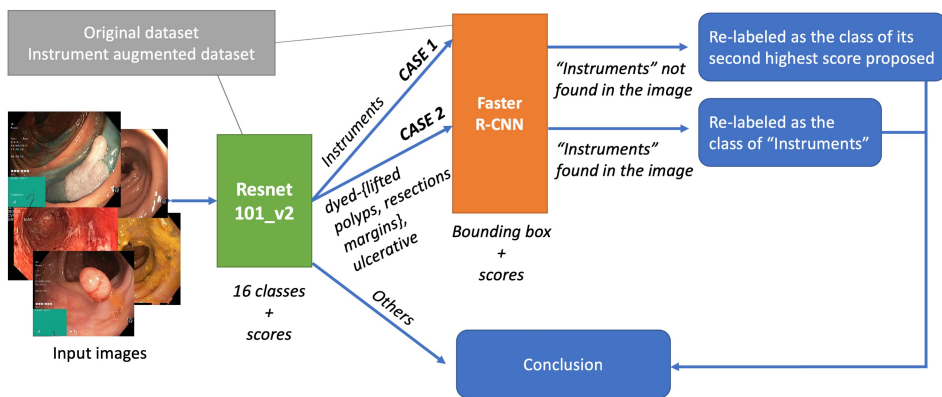 Original dataset
Instrument augmented dataset
Input images
Resnet
101_v2
16 classes
+
scores
Instruments
CASE 1
CASE 2
dyed-{lifted
polyps, resections
margins},
ulcerative
Others
Faster
R-CNN
Bounding box
+
scores
“Instruments” not
found in the image
“Instruments”
found in the image
Re-labeled as the class of its
second highest score proposed
Re-labeled as the
class of “Instruments”
Conclusion